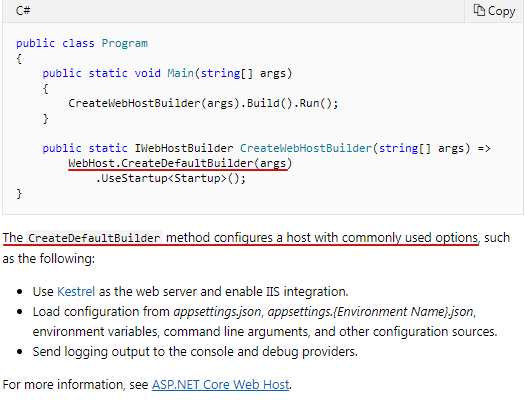 C#
Copy
public class Program
{
    public static void Main(string[] args)
    {
        CreateWebHostBuilder(args).Build().Run();
    }
    public static IWebHostBuilder CreateWebHostBuilder(string[] args) =>
        WebHost.CreateDefaultBuilder(args)
            .UseStartup<Startup>();
}
The CreateDefaultBuilder method configures a host with commonly used options, such
as the following:
• Use Kestrel as the web server and enable IIS integration.
• Load configuration from appsettings.json, appsettings.{Environment Name}.json,
environment variables, command line arguments, and other configuration sources.
• Send logging output to the console and debug providers.
For more information, see ASP.NET Core Web Host.